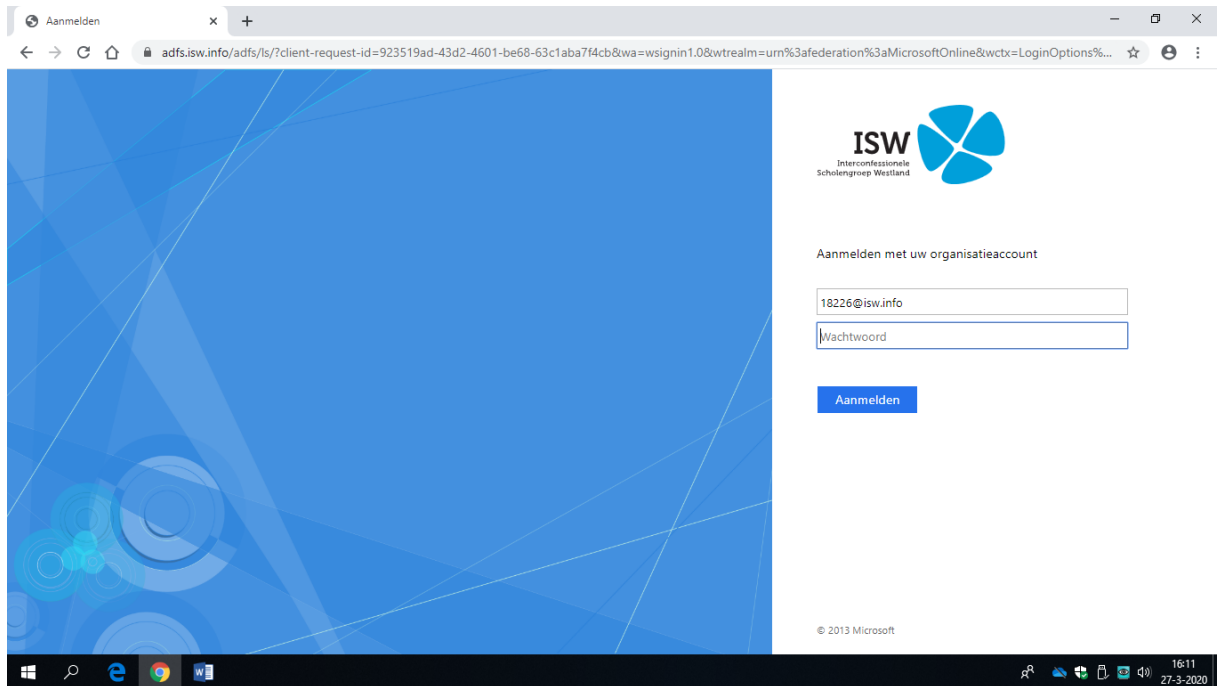 Aanmelden
adfs.isw.info/adfs/ls/?client-request-id=923519ad-43d2-4601-be68-63c1aba7f4cb&wa=wsignin1.0&wtrealm=urn%3afederation%3aMicrosoftOnline&wctx=LoginOptions%...
ISW
Interconfessionele
Scholengroep Westland
Aanmelden met uw organisatieaccount
18226@isw.info
Wachtwoord
Aanmelden
© 2013 Microsoft
16:11
27-3-2020